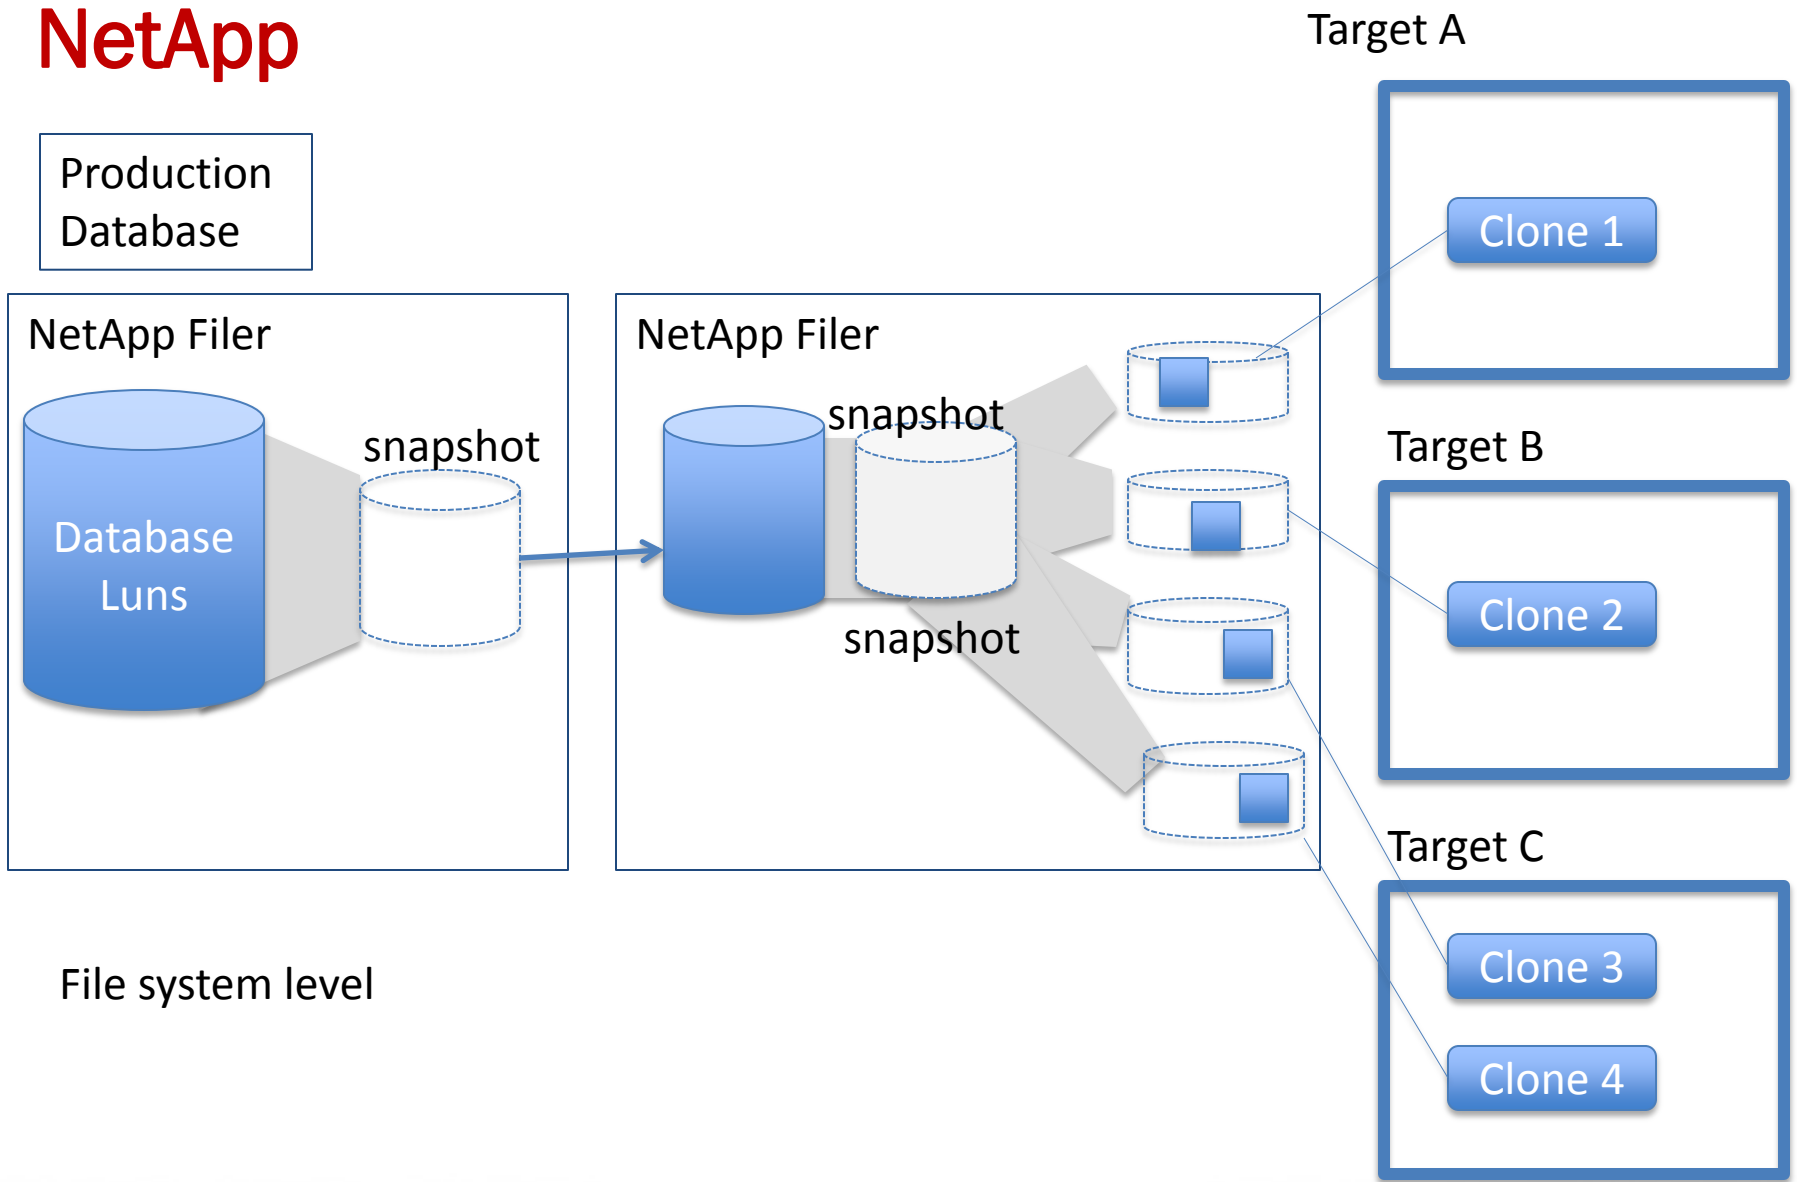 NetApp
Target A
Production
Database
Clone 1
NetApp Filer
NetApp Filer
snapshot
snapshot
Target B
Database
Luns
Clone 2
snapshot
Target C
Clone 3
File system level
Clone 4